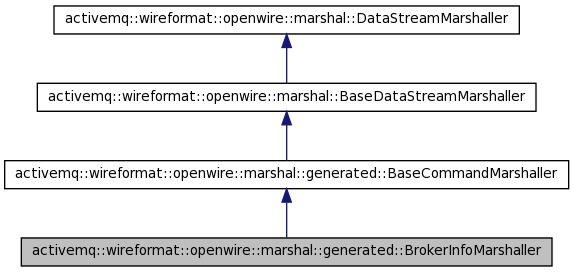 activemq::wireformat::openwire::marshal::DataStreamMarshaller
activemq::wireformat::openwire::marshal::BaseDataStreamMarshaller
activemq::wireformat::openwire::marshal::generated::BaseCommandMarshaller
activemq::wireformat::openwire::marshal::generated::BrokerInfoMarshaller